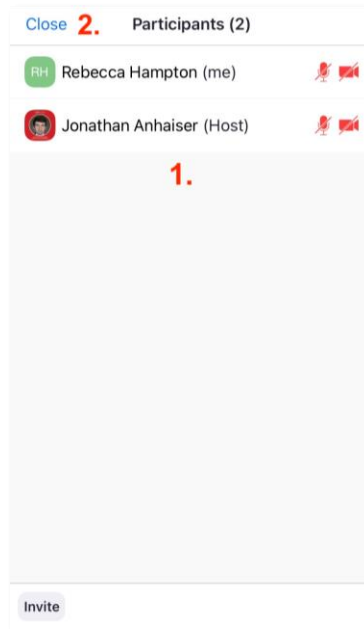 Close 2. Participants (2)
RH Rebecca Hampton (me)
Jonathan Anhaiser (Host)
1.
Invite